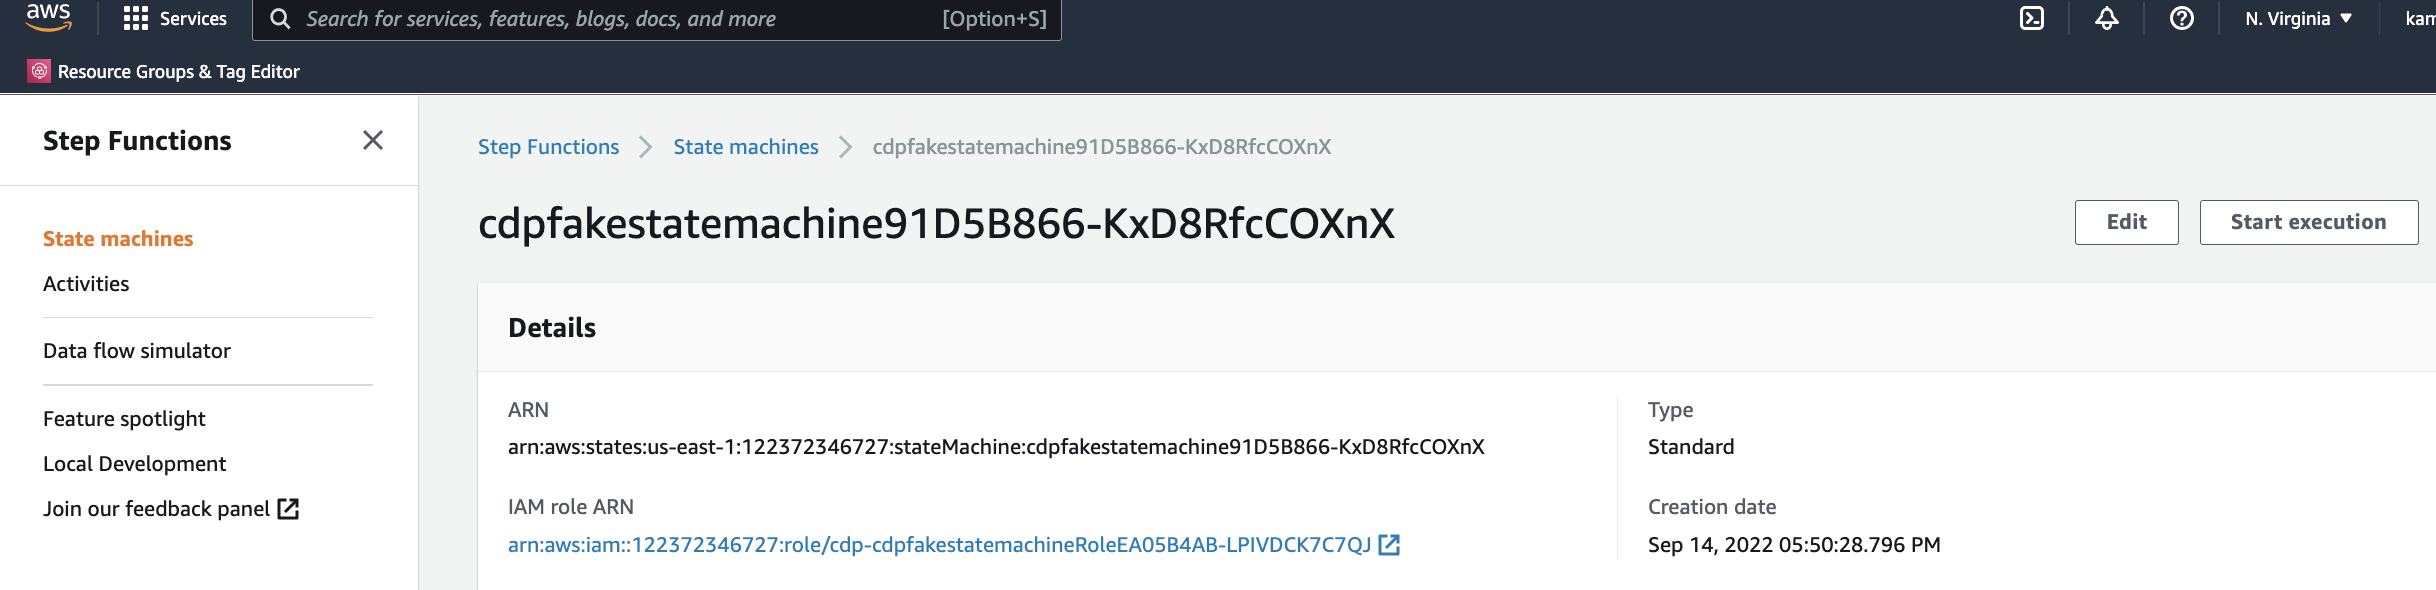 aws
Services
Search for services, features, blogs, docs, and more
[Option+S]
N. Virginia ▼
kam
Resource Groups & Tag Editor
Step Functions
State machines
Activities
Data flow simulator
Feature spotlight
Local Development
Join our feedback panel
Step Functions > State machines > cdpfakestatemachine91D5B866-KxD8RfcCOXnX
cdpfakestatemachine91D5B866-KxD8RfcCOXnX
Edit
Start execution
Details
ARN
arn:aws:states:us-east-1:122372346727:stateMachine:cdpfakestatemachine91D5B866-KxD8RfcCOXnX
IAM role ARN
arn:aws:iam::122372346727:role/cdp-cdpfakestatemachineRoleEA05B4AB-LPIVDCK7C7QJ
Type
Standard
Creation date
Sep 14, 2022 05:50:28.796 PM